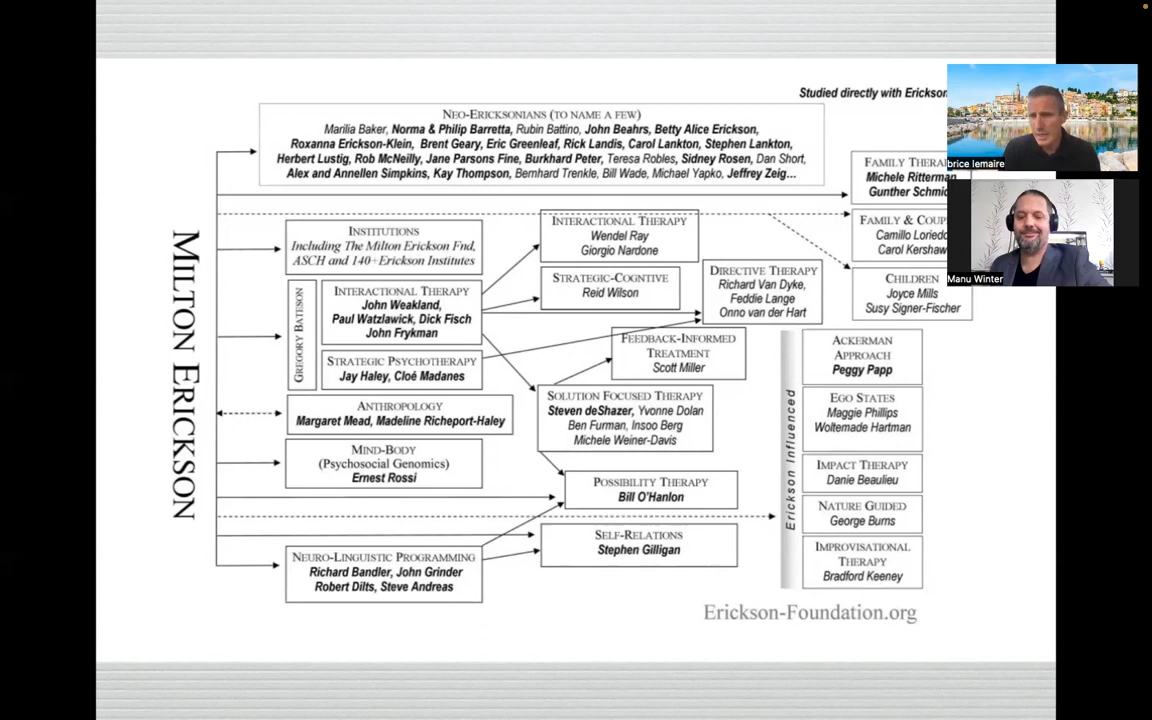 Studied directly with Erickson
NEO-ERICKSONIANS (TO NAME A FEW)
Marilia Baker, Norma & Philip Barretta, Rubin Battino, John Beahrs, Betty Alice Erickson,
Roxanna Erickson-Klein, Brent Geary, Eric Greenleaf, Rick Landis, Carol Lankton, Stephen Lankton,
Herbert Lustig, Rob McNeilly, Jane Parsons Fine, Burkhard Peter, Teresa Robles, Sidney Rosen, Dan Short,
Alex and Annellen Simpkins, Kay Thompson, Bernhard Trenkle, Bill Wade, Michael Yapko, Jeffrey Zeig...
brice lemaire
Manu Winter
MILTON ERICKSON
FAMILY
Michele Ritterman
Gunther
INSTITUTIONS
Including The Milton Erickson Fnd,
ASCH and 140+Erickson Institutes
INTERACTIONAL THERAPY
Wendel Ray
Giorgio Nardone
FAMILY &
Camillo
Carol Kershaw
GREGORY BATESON
INTERACTIONAL THERAPY
John Weakland,
Paul Watzlawick, Dick Fisch
John Frykman
STRATEGIC-COGNITIVE
Reid Wilson
DIRECTIVE THERAPY
Richard Van Dyke,
Feddie Lange
Onno van der Hart
CHILDREN
Joyce Mills
Susy Signer-Fischer
STRATEGIC PSYCHOTHERAPY
Jay Haley, Cloé Madanes
FEEDBACK-INFORMED
TREATMENT
Scott Miller
Erickson Influenced
ACKERMAN
APPROACH
Peggy Papp
ANTHROPOLOGY
Margaret Mead, Madeline Richeport-Haley
SOLUTION FOCUSED THERAPY
Steven deShazer, Yvonne Dolan
Ben Furman, Insoo Berg
Michele Weiner-Davis
EGO STATES
Maggie Phillips
Woltemade Hartman
MIND-BODY
(Psychosocial Genomics)
Ernest Rossi
POSSIBILITY THERAPY
Bill O'Hanlon
IMPACT THERAPY
Danie Beaulieu
NATURE GUIDED
George Burns
SELF-RELATIONS
Stephen Gilligan
IMPROVISATIONAL
THERAPY
Bradford Keeney
NEURO-LINGUISTIC PROGRAMMING
Richard Bandler, John Grinder
Robert Dilts, Steve Andreas
Erickson-Foundation.org